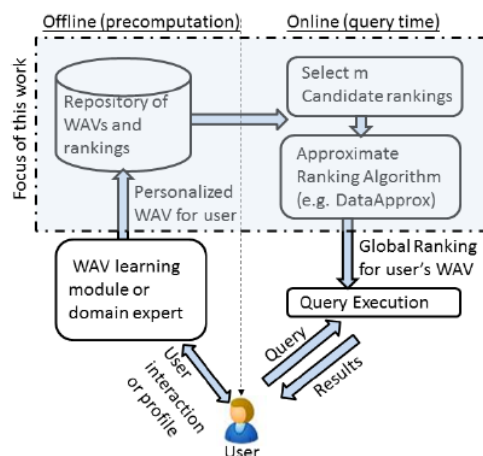 Offline (precomputation)
Online (query time)
Focus of this work
Repository of
WAVs and
rankings
Select m
Candidate rankings
Approximate
Ranking Algorithm
(e.g. DataApprox)
Personalized
WAV for user
Global Ranking
for user's WAV
WAV learning
module or
domain expert
Query Execution
User
interaction
or profile
Query
Results
User